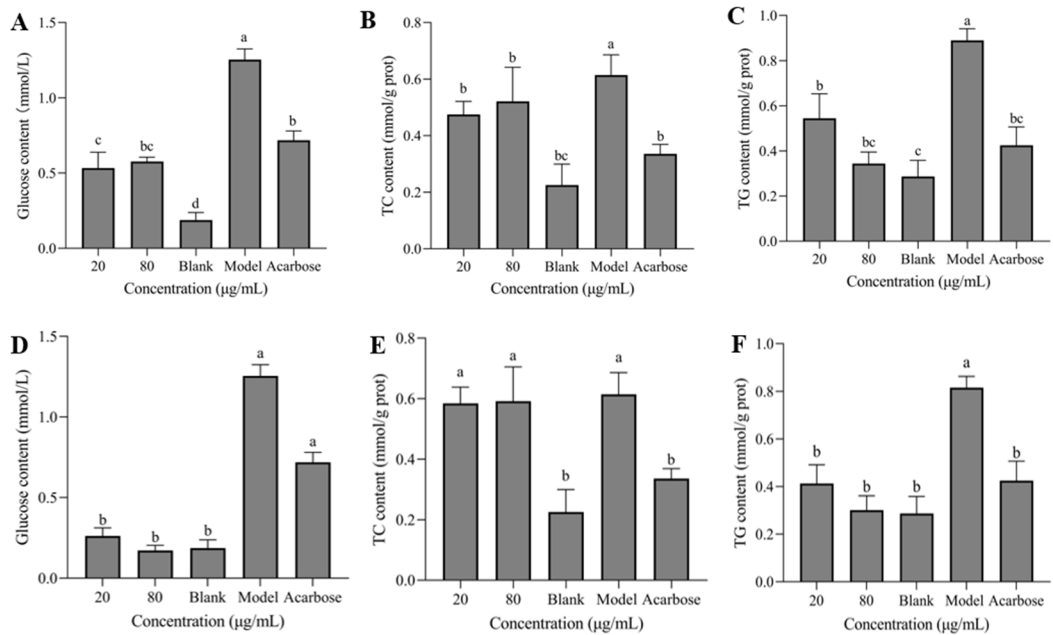 A
Glucose content (mmol/L)
1.5
1.0
0.5
0.0
c
bc
d
a
b
20 80 Blank Model Acarbose
Concentration (μg/mL)
B
TC content (mmol/g prot)
0.8
0.6
0.4
0.2
0.0
b
b
bc
a
b
20 80 Blank Model Acarbose
Concentration (μg/mL)
C
TG content (mmol/g prot)
1.0
0.8
0.6
0.4
0.2
0.0
b
bc
c
a
bc
20 80 Blank Model Acarbose
Concentration (μg/mL)
D
Glucose content (mmol/L)
1.5
1.0
0.5
0.0
b
b
b
a
a
20 80 Blank Model Acarbose
Concentration (μg/mL)
E
TC content (mmol/g prot)
0.8
0.6
0.4
0.2
0.0
a
a
b
a
b
20 80 Blank Model Acarbose
Concentration (μg/mL)
F
TG content (mmol/g prot)
1.0
0.8
0.6
0.4
0.2
0.0
b
b
b
a
b
20 80 Blank Model Acarbose
Concentration (μg/mL)